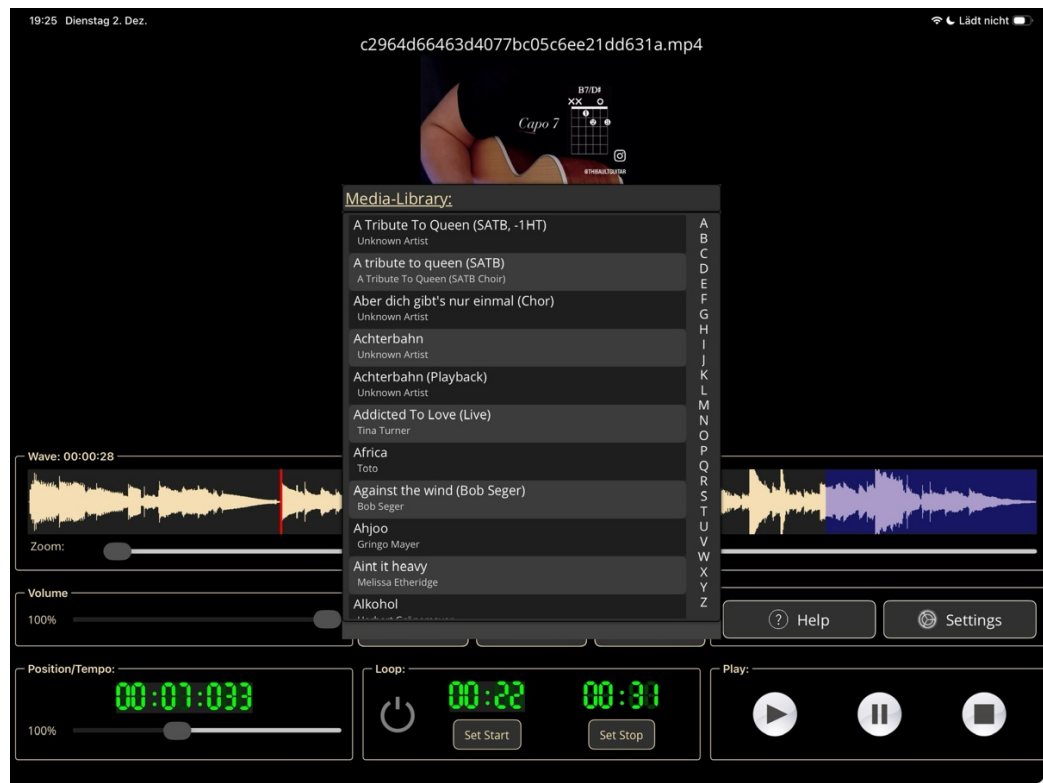 19:25 Dienstag 2. Dez.
Lädt nicht
c2964d66463d4077bc05c6ee21dd631a.mp4
B7/D#
XX O
Capo 7
@THIBAULTGUITAR
Media-Library:
A Tribute To Queen (SATB, -1HT)
Unknown Artist
A tribute to queen (SATB)
A Tribute To Queen (SATB Choir)
Aber dich gibt's nur einmal (Chor)
Unknown Artist
Achterbahn
Unknown Artist
Achterbahn (Playback)
Unknown Artist
Addicted To Love (Live)
Tina Turner
Africa
Toto
Against the wind (Bob Seger)
Bob Seger
Ahjoo
Gringo Mayer
Aint it heavy
Melissa Etheridge
Alkohol
A
B
C
D
E
F
G
H
I
J
K
L
M
N
O
P
Q
R
S
T
U
V
W
X
Y
Z
Wave: 00:00:28
Zoom:
Volume
100%
? Help
Settings
Position/Tempo:
00:07:033
100%
Loop:
00:22
00:31
Set Start
Set Stop
Play: